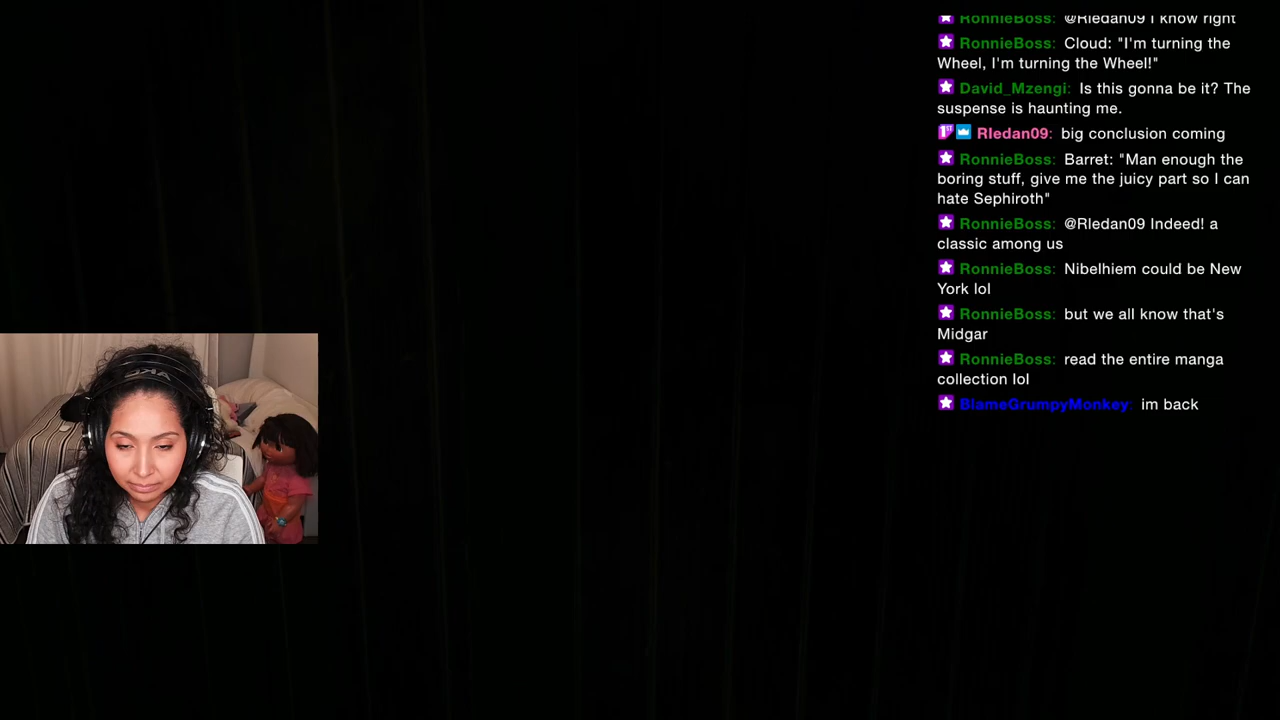 RonnieBoss: @Rledan09 I know right
RonnieBoss: Cloud: "I'm turning the
Wheel, I'm turning the Wheel!"
David_Mzengi: Is this gonna be it? The
suspense is haunting me.
1ST Rledan09: big conclusion coming
RonnieBoss: Barret: "Man enough the
boring stuff, give me the juicy part so I can
hate Sephiroth"
RonnieBoss: @Rledan09 Indeed! a
classic among us
RonnieBoss: Nibelhiem could be New
York lol
RonnieBoss: but we all know that's
Midgar
RonnieBoss: read the entire manga
collection lol
BlameGrumpyMonkey: im back
AKG